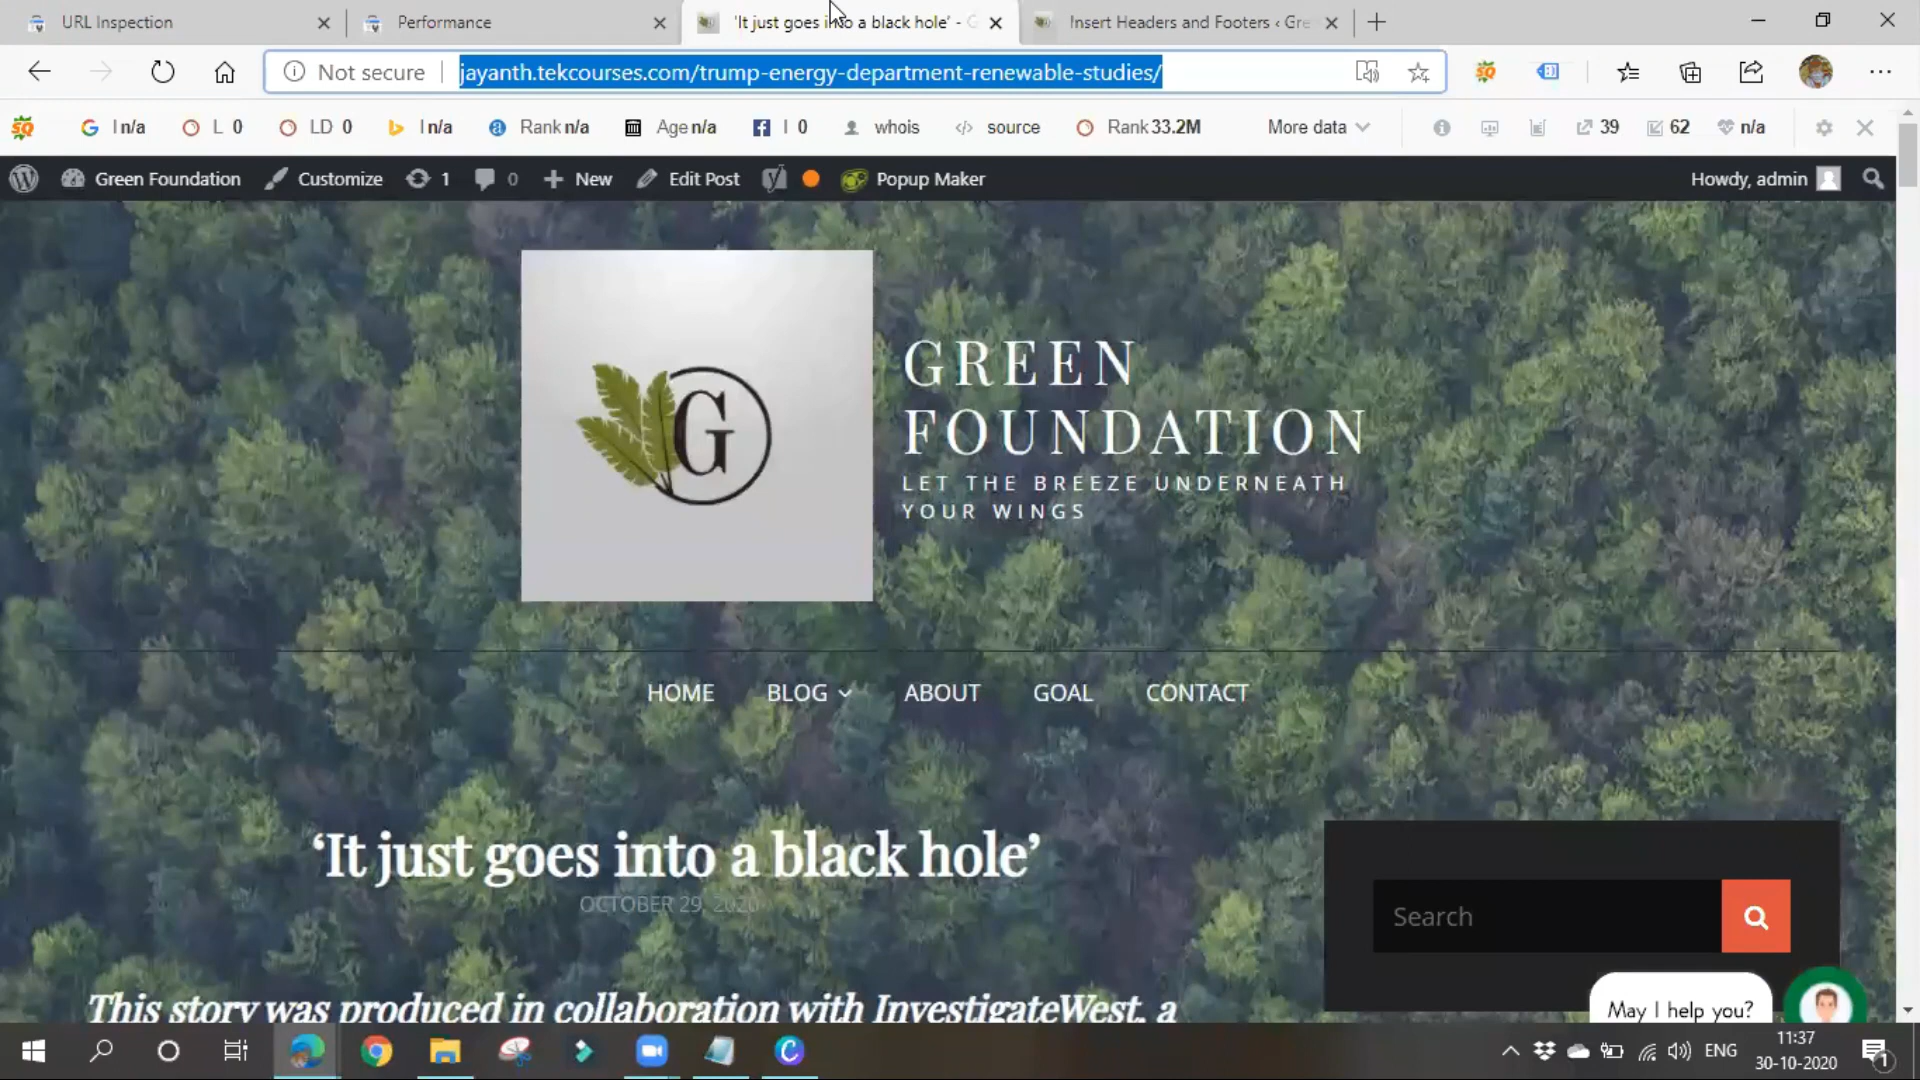 URL Inspection
Performance
'It just goes into a black hole' - G
Insert Headers and Footers ‹ Gre
Not secure
jayanth.tekcourses.com/trump-energy-department-renewable-studies/
SQ
SQ
G I n/a
L 0
LD 0
I n/a
Rank n/a
Age n/a
I 0
whois
source
Rank 33.2M
More data
39
62
n/a
Green Foundation
Customize
1
0
New
Edit Post
Popup Maker
Howdy, admin
G
GREEN
FOUNDATION
LET THE BREEZE UNDERNEATH
YOUR WINGS
HOME
BLOG
ABOUT
GOAL
CONTACT
‘It just goes into a black hole’
OCTOBER 29, 2020
Search
This story was produced in collaboration with InvestigateWest, a
May I help you?
ENG
11:37
30-10-2020
1